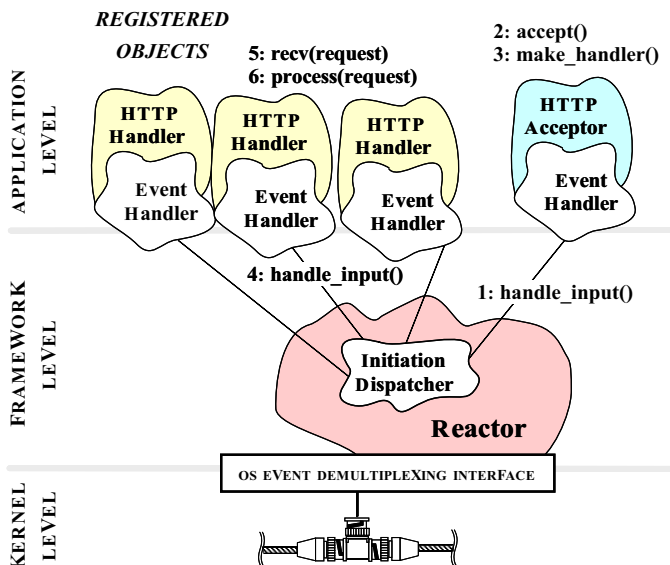 REGISTERED
OBJECTS
2: accept()
3: make_handler()
5: recv(request)
6: process(request)
APPLICATION
LEVEL
HTTP
Handler
HTTP
Handler
HTTP
Handler
HTTP
Acceptor
Event
Handler
Event
Handler
Event
Handler
Event
Handler
4: handle_input()
1: handle_input()
FRAMEWORK
LEVEL
Initiation
Dispatcher
Reactor
OS EVENT DEMULTIPLEXING INTERFACE
KERNEL
LEVEL